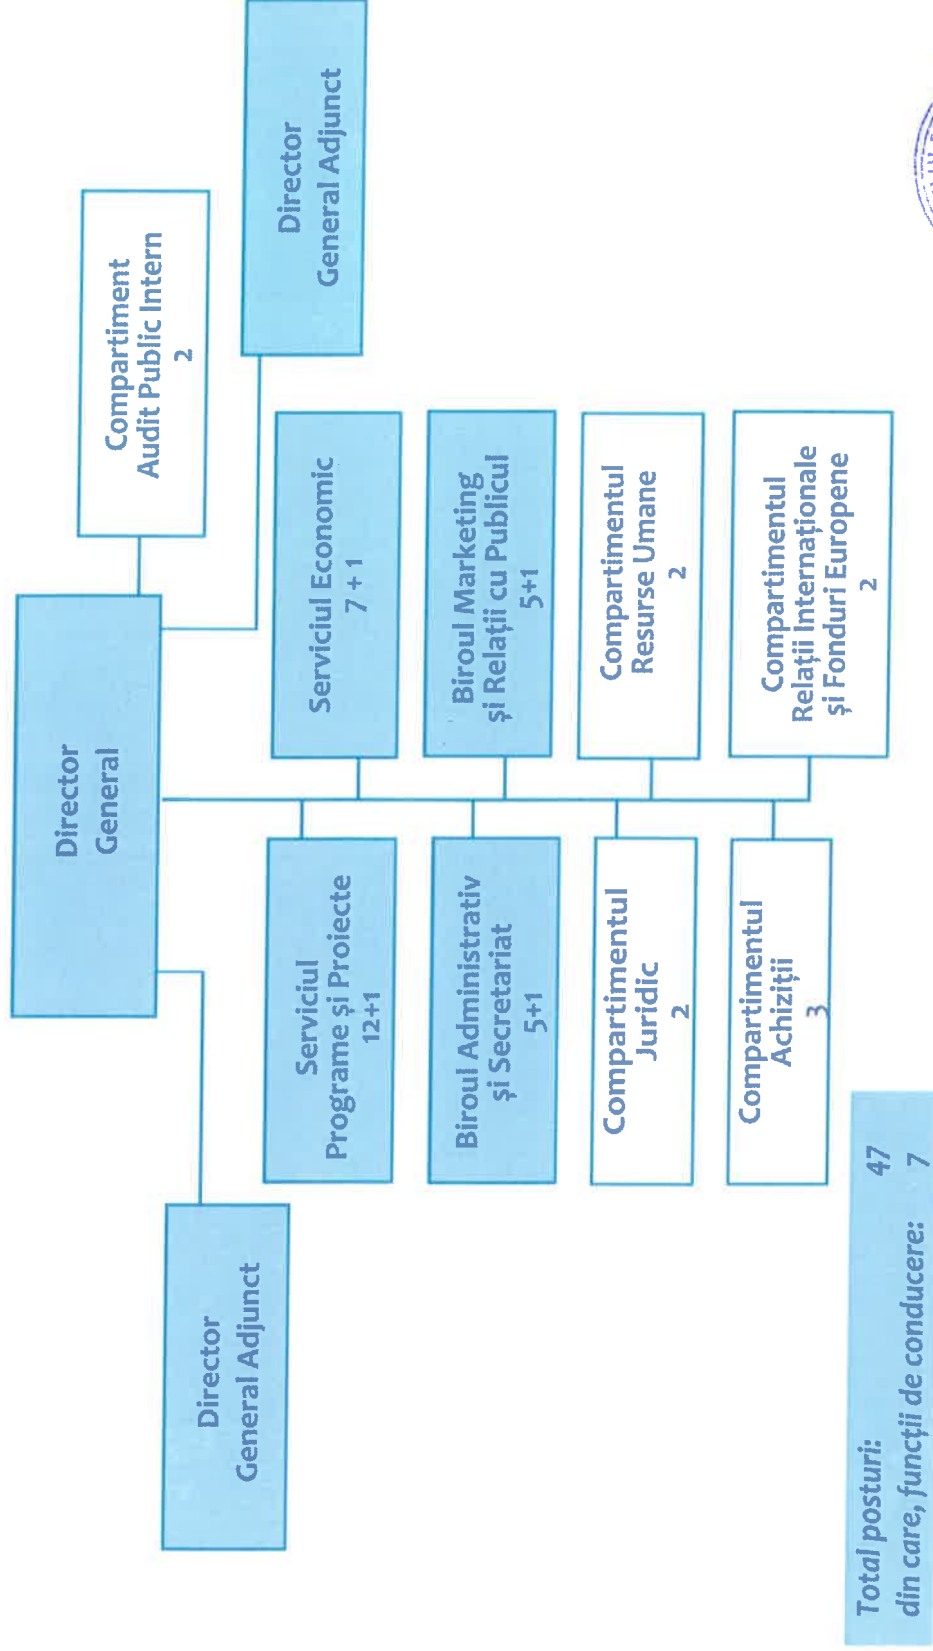 Director
General
Compartiment
Audit Public Intern
2
Director
General Adjunct
Director
General Adjunct
Serviciul
Programe și Proiecte
12+1
Serviciul Economic
7 + 1
Biroul Administrativ
și Secretariat
5+1
Biroul Marketing
și Relații cu Publicul
5+1
Compartimentul
Juridic
2
Compartimentul
Resurse Umane
2
Compartimentul
Achiziții
3
Compartimentul
Relații Internaționale
și Fonduri Europene
2
Total posturi: 47
din care, funcții de conducere: 7